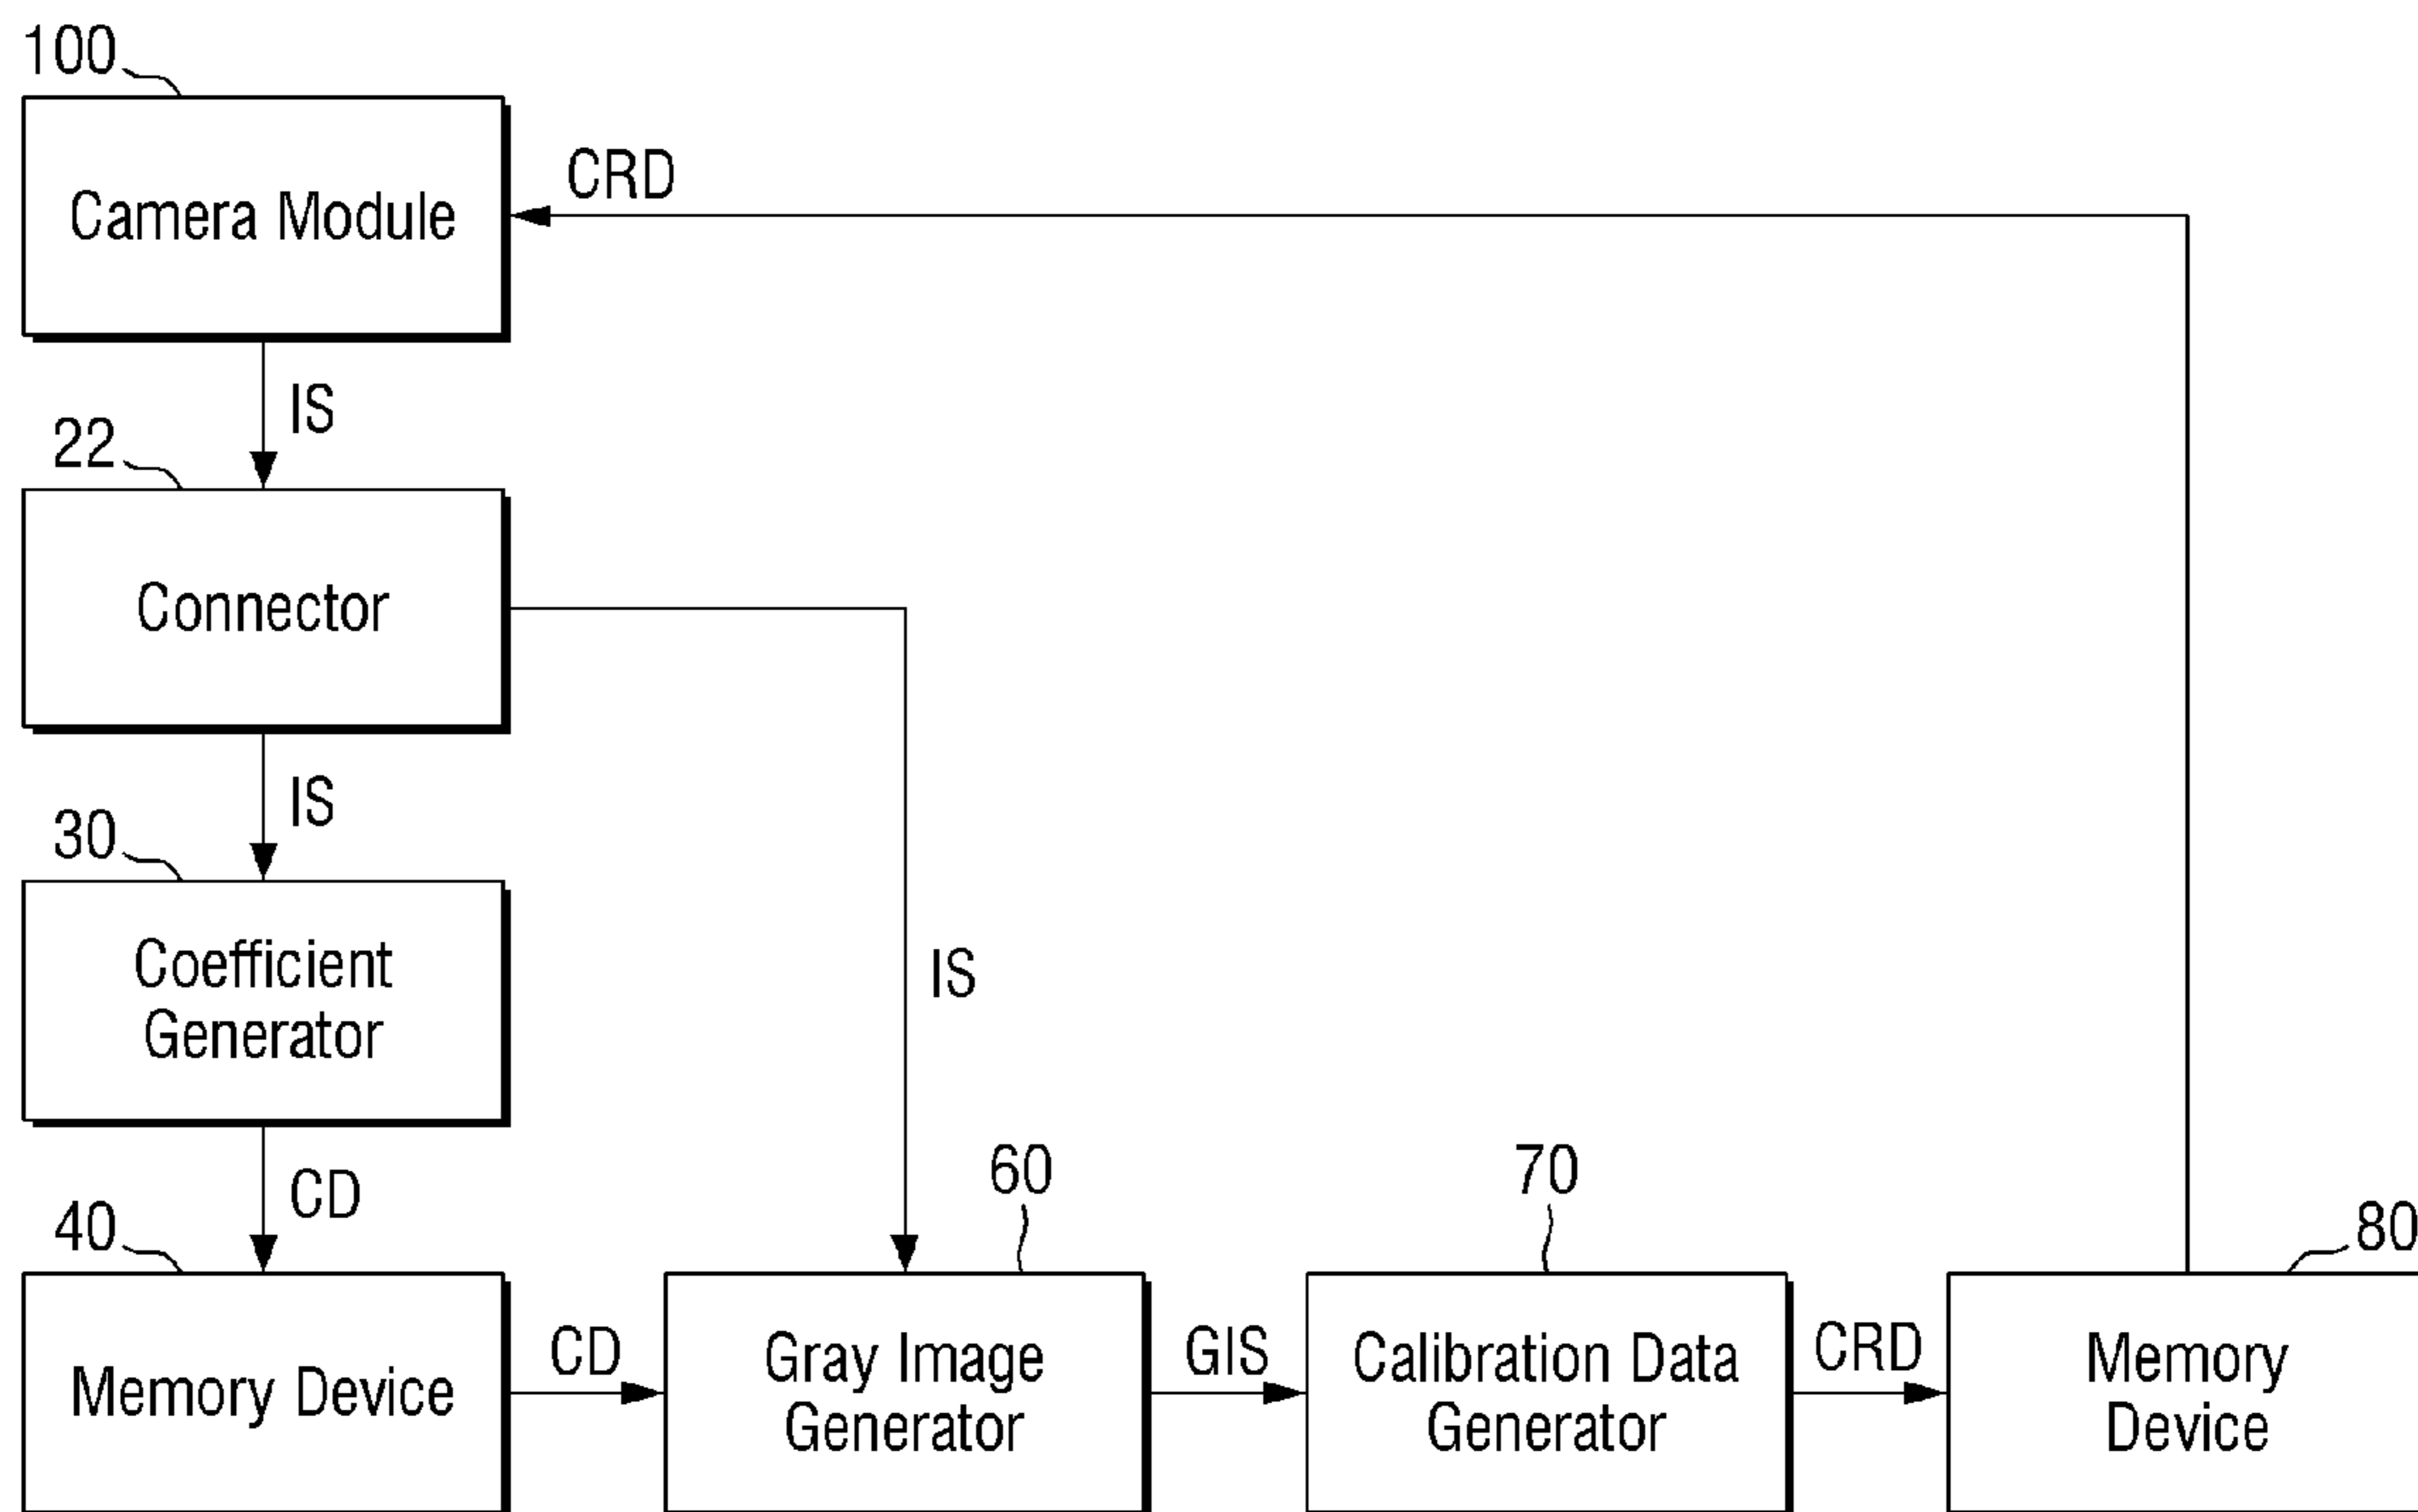 100
Camera Module
CRD
IS
22
Connector
IS
30
Coefficient
Generator
IS
CD
40
Memory Device
CD
60
Gray Image
Generator
GIS
70
Calibration Data
Generator
CRD
80
Memory
Device